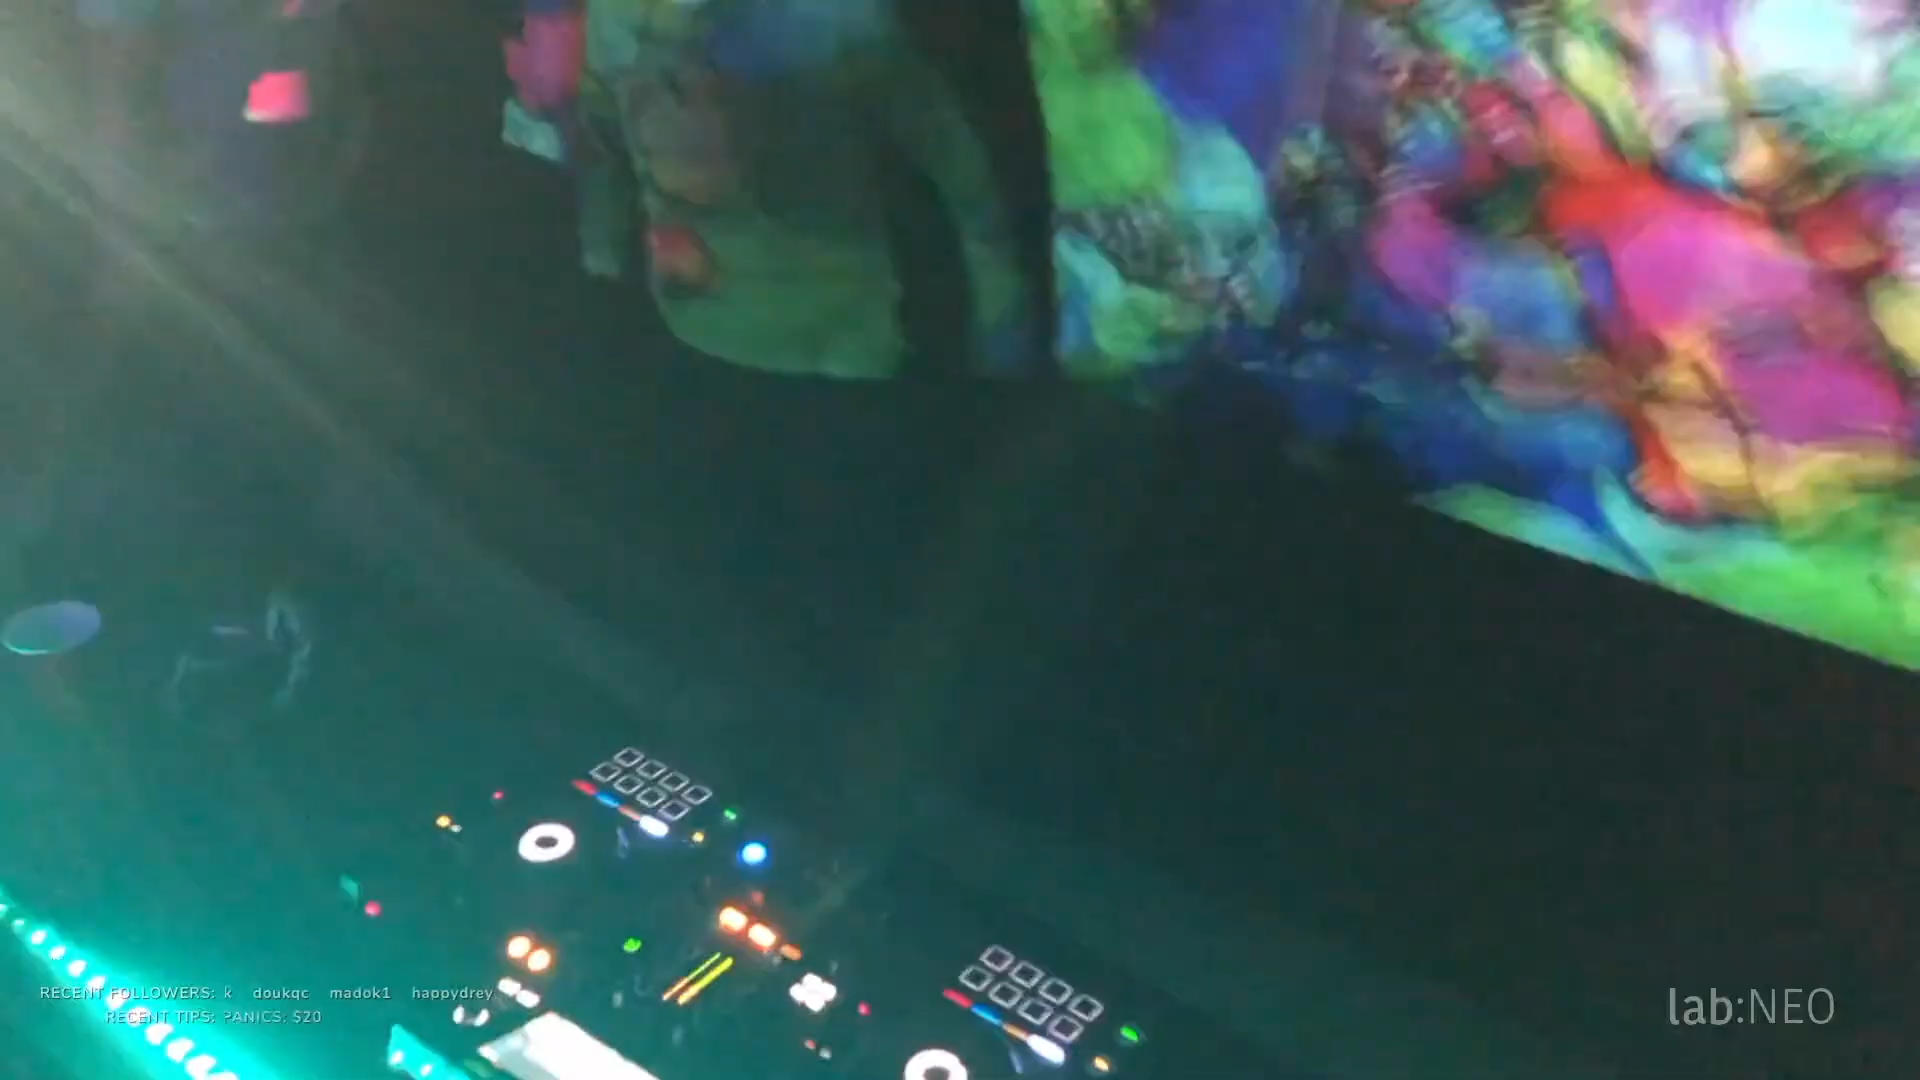 RECENT FOLLOWERS: k doukqc madok1 happydrey
RECENT TIPS: PANICS: $20
lab:NEO